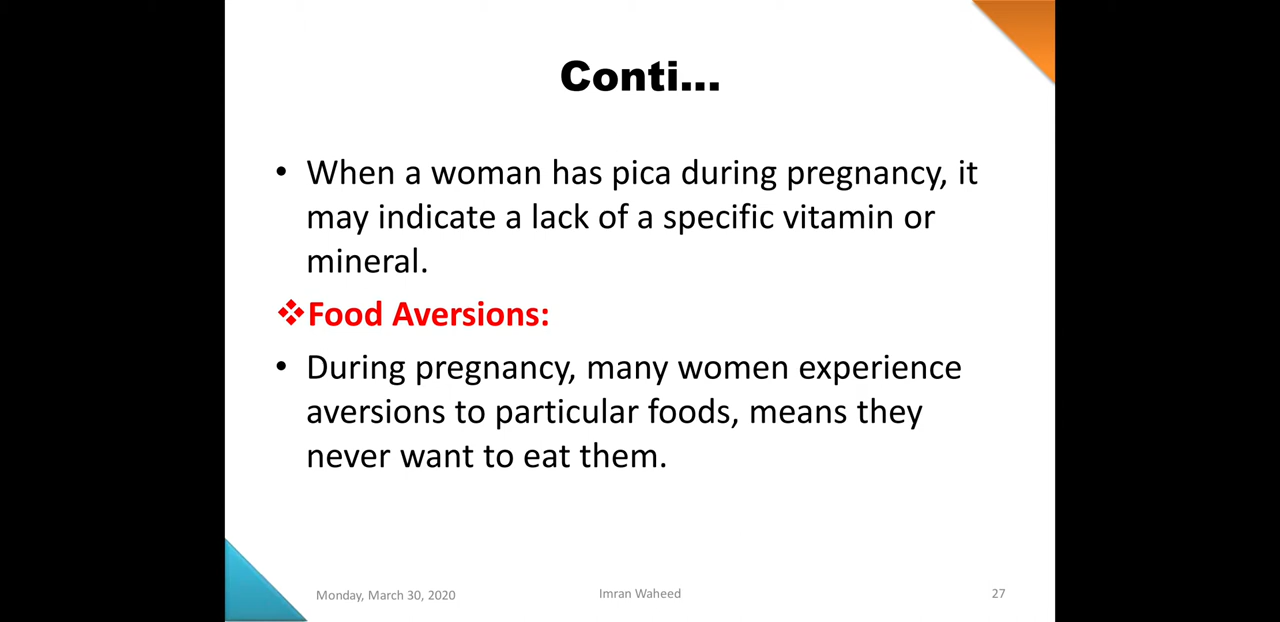 Conti...
• When a woman has pica during pregnancy, it
may indicate a lack of a specific vitamin or
mineral.
❖Food Aversions:
• During pregnancy, many women experience
aversions to particular foods, means they
never want to eat them.
Monday, March 30, 2020
Imran Waheed
27